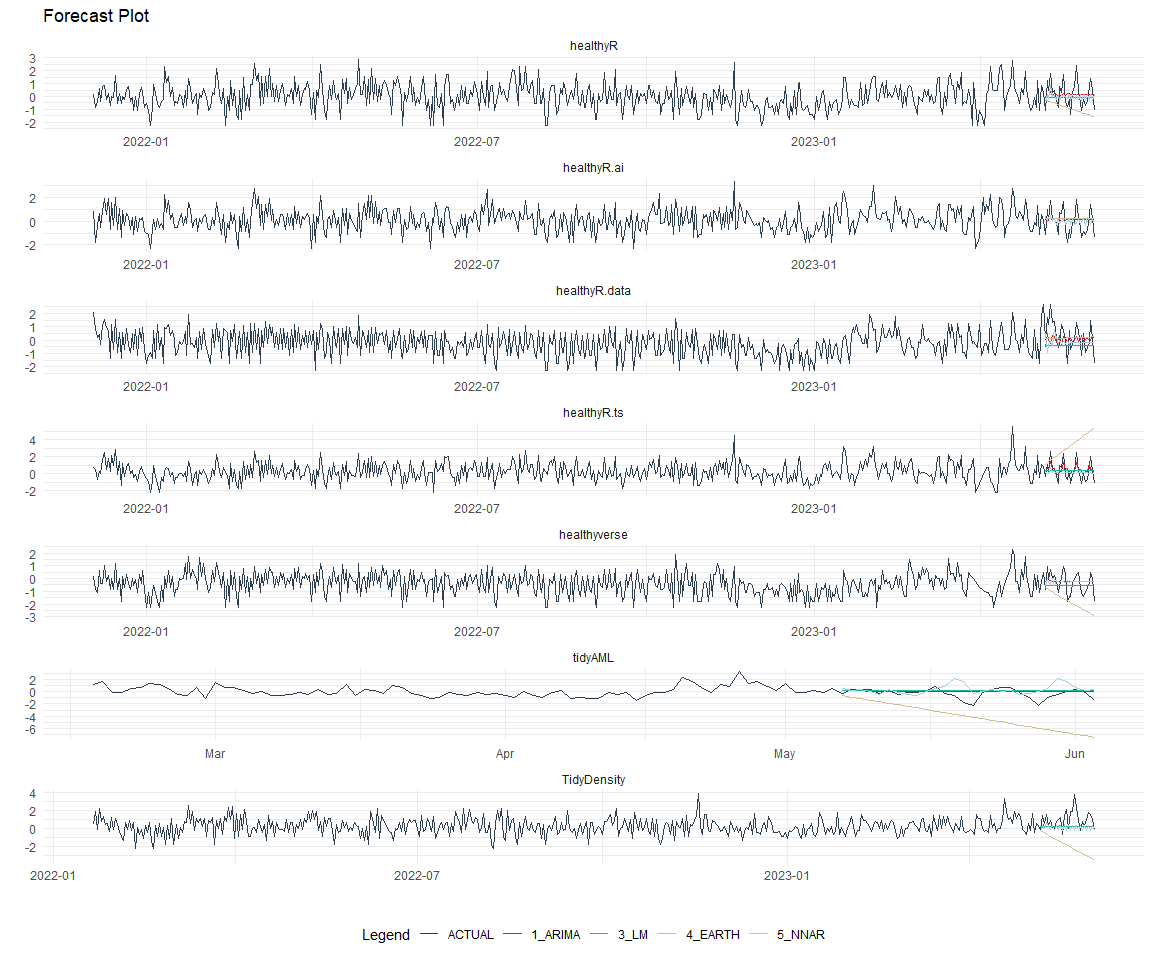 Forecast Plot
healthyR
3
2
1
0
-1
-2
2022-01 2022-07 2023-01
healthyR.ai
2
0
-2
2022-01 2022-07 2023-01
healthyR.data
2
1
0
-1
-2
2022-01 2022-07 2023-01
healthyR.ts
4
2
0
-2
2022-01 2022-07 2023-01
healthyverse
2
1
0
-1
-2
-3
2022-01 2022-07 2023-01
tidyAML
2
0
-2
-4
-6
Mar Apr May Jun
TidyDensity
4
2
0
-2
2022-01 2022-07 2023-01
Legend ACTUAL 1_ARIMA 3_LM 4_EARTH 5_NNAR